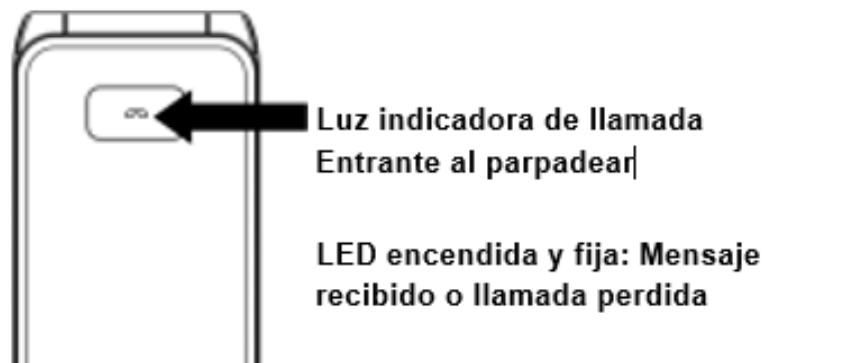 Luz indicadora de llamada
Entrante al parpadear
LED encendida y fija: Mensaje
recibido o llamada perdida